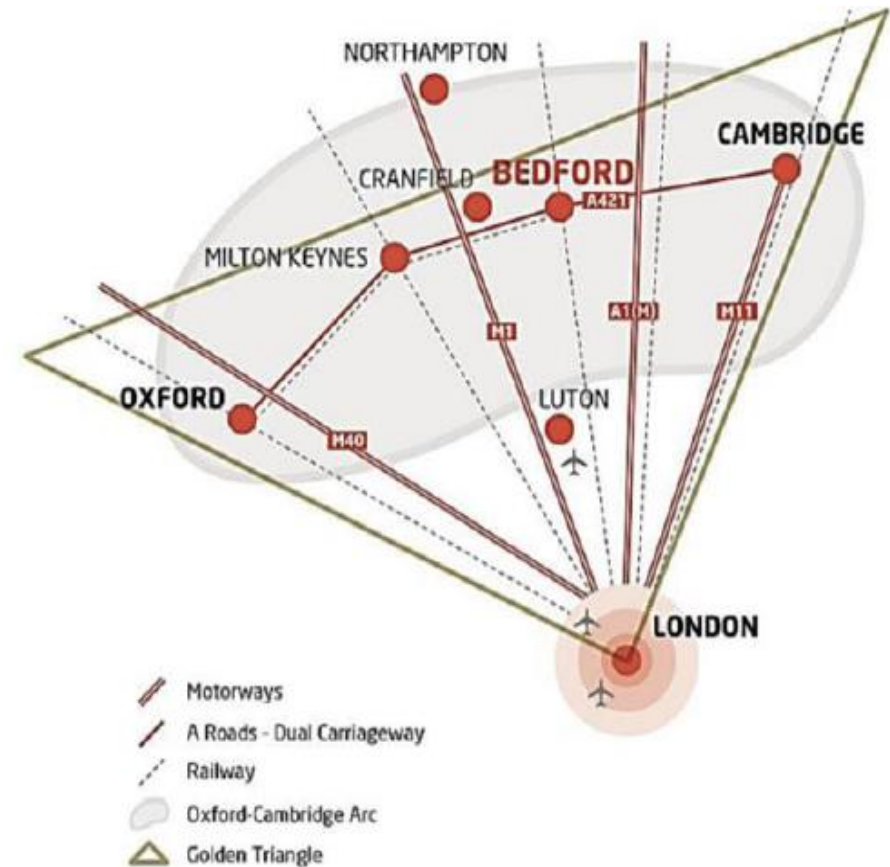 NORTHAMPTON
CAMBRIDGE
CRANFIELD
BEDFORD
A421
MILTON KEYNES
M1
A1(M)
M11
OXFORD
LUTON
M40
LONDON
Motorways
A Roads - Dual Carriageway
Railway
Oxford-Cambridge Arc
Golden Triangle